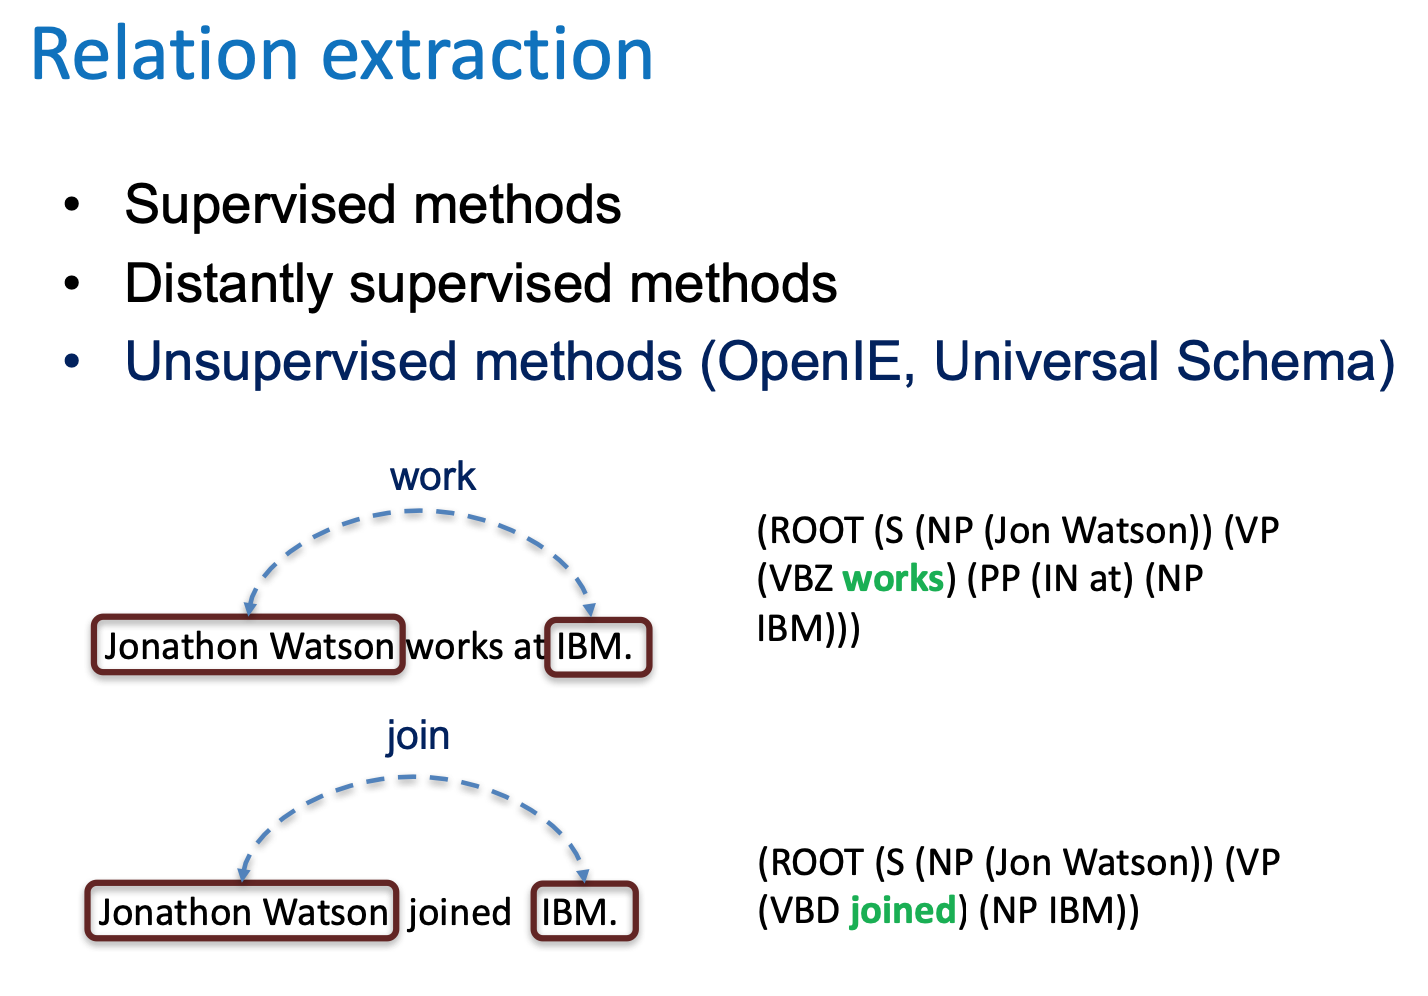 Relation extraction
• Supervised methods
• Distantly supervised methods
• Unsupervised methods (OpenIE, Universal Schema)
work
Jonathon Watson works at IBM.
(ROOT (S (NP (Jon Watson)) (VP
(VBZ works) (PP (IN at) (NP
IBM)))
join
Jonathon Watson joined IBM.
(ROOT (S (NP (Jon Watson)) (VP
(VBD joined) (NP IBM))